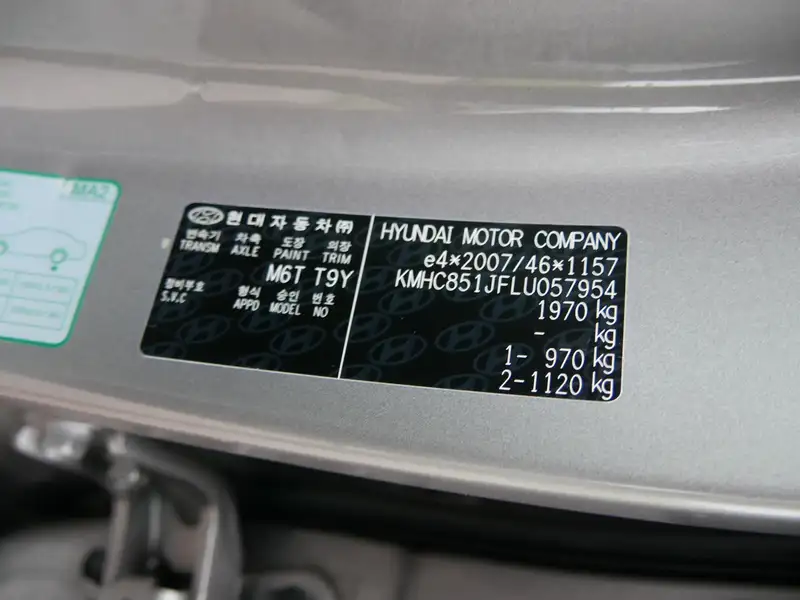 MA2
현대자동차㈜
변속기 차축 도장 의장
TRANSM AXLE PAINT TRIM
M6T T9Y
정비부호 형식 승인 번호
S.V.C APPD MODEL NO
HYUNDAI MOTOR COMPANY
e4*2007/46*1157
KMHC851JFLU057954
1970 kg
- kg
1- 970 kg
2-1120 kg